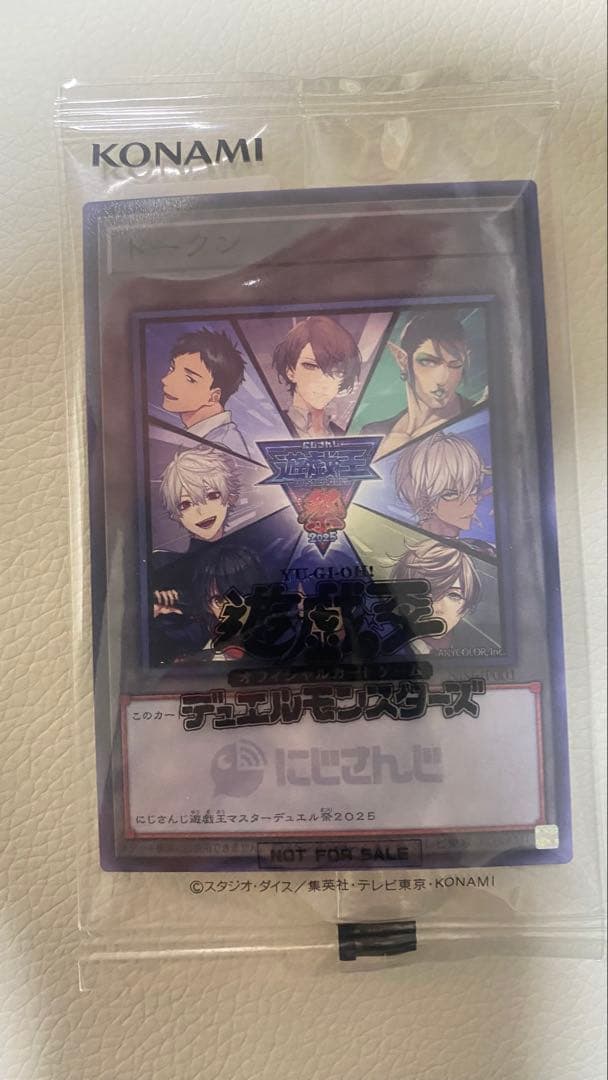 KONAMI
トークン
にじさんじ
遊戯王
祭
2025
YU-GI-OH!
遊戯王
ANYCOLOR, Inc.
オフィシャルカードゲーム
デュエルモンスターズ
このカード
にじさんじ
にじさんじ遊戯王マスターデュエル祭2025
NOT FOR SALE
©スタジオ・ダイス/集英社・テレビ東京・KONAMI